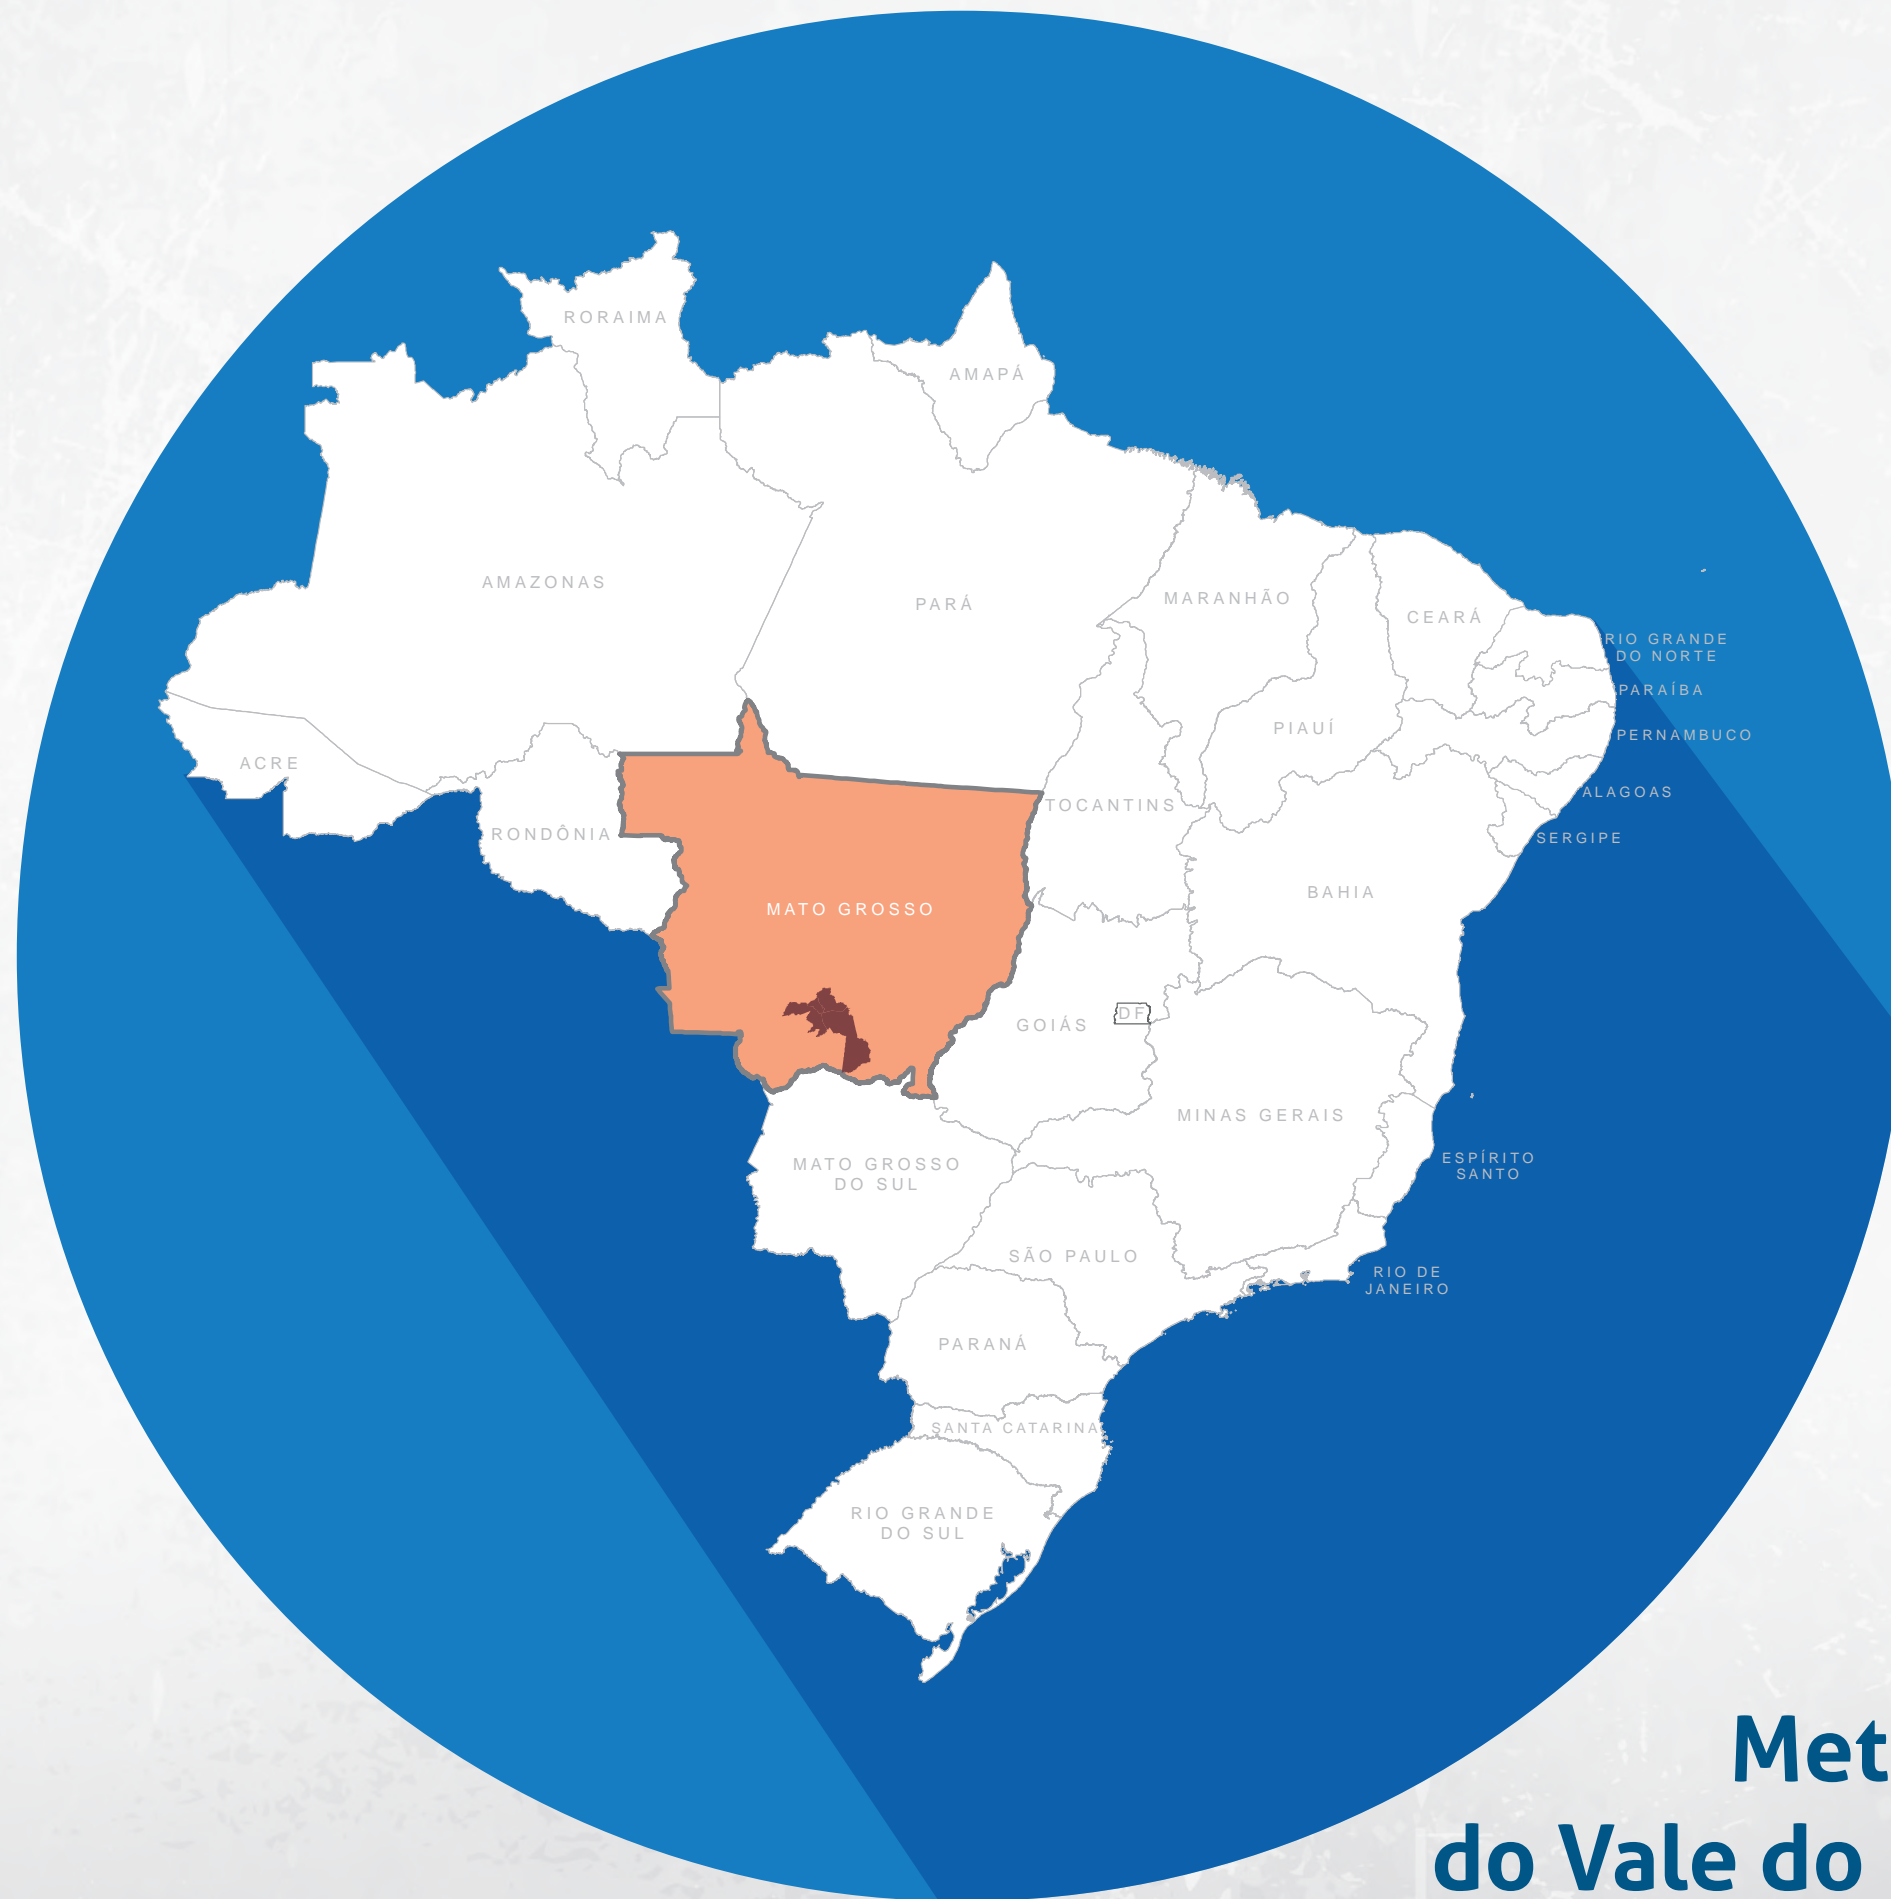 RORAIMA
AMAPÁ
AMAZONAS
PARÁ
MARANHÃO
CEARÁ
RIO GRANDE
DO NORTE
PARAÍBA
PIAUÍ
PERNAMBUCO
ACRE
ALAGOAS
TOCANTINS
RONDÔNIA
SERGIPE
BAHIA
MATO GROSSO
DF
GOIÁS
MINAS GERAIS
ESPÍRITO
SANTO
MATO GROSSO
DO SUL
SÃO PAULO
RIO DE
JANEIRO
PARANÁ
SANTA CATARINA
RIO GRANDE
DO SUL
Met
do Vale do